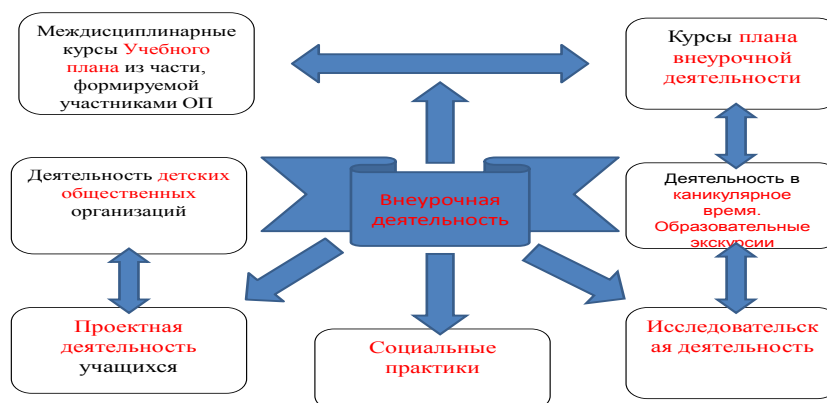 Междисциплинарные
курсы Учебного
плана из части,
формируемой
участниками ОП
Курсы плана
внеурочной
деятельности
Деятельность детских
общественных
организаций
Внеурочная
деятельность
Деятельность в
каникулярное
время.
Образовательные
экскурсии
Проектная
деятельность
учащихся
Социальные
практики
Исследовательск
ая деятельность